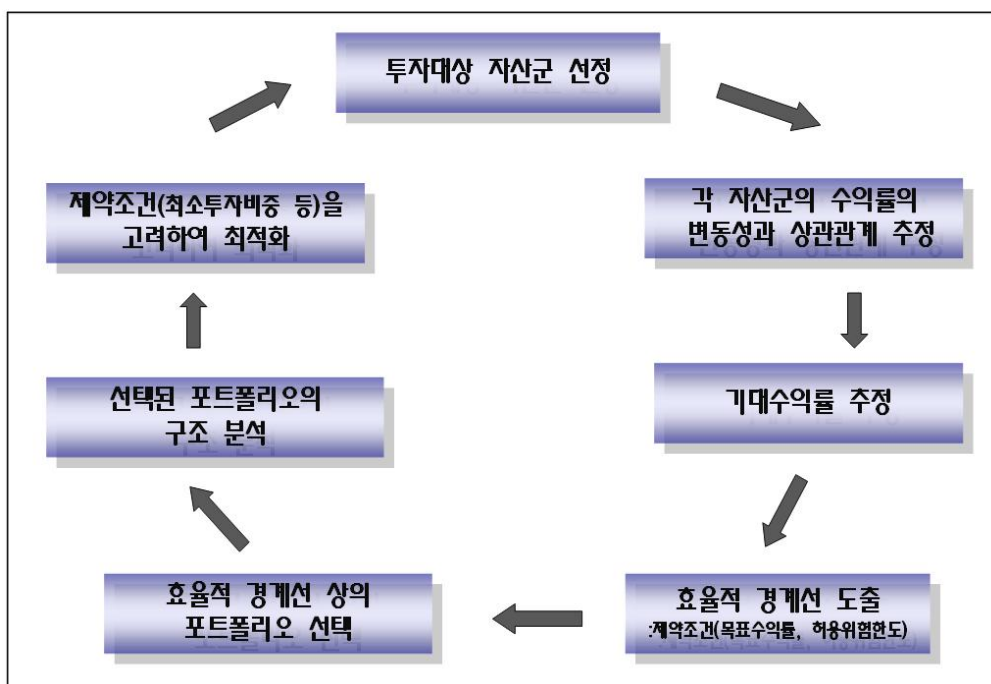 투자대상 자산군 선정
각 자산군의 수익률의
변동성과 상관관계 추정
기대수익률 추정
효율적 경계선 도출
:제약조건(목표수익률, 허용위험한도)
효율적 경계선 상의
포트폴리오 선택
선택된 포트폴리오의
구조 분석
제약조건(최소투자비중 등)을
고려하여 최적화